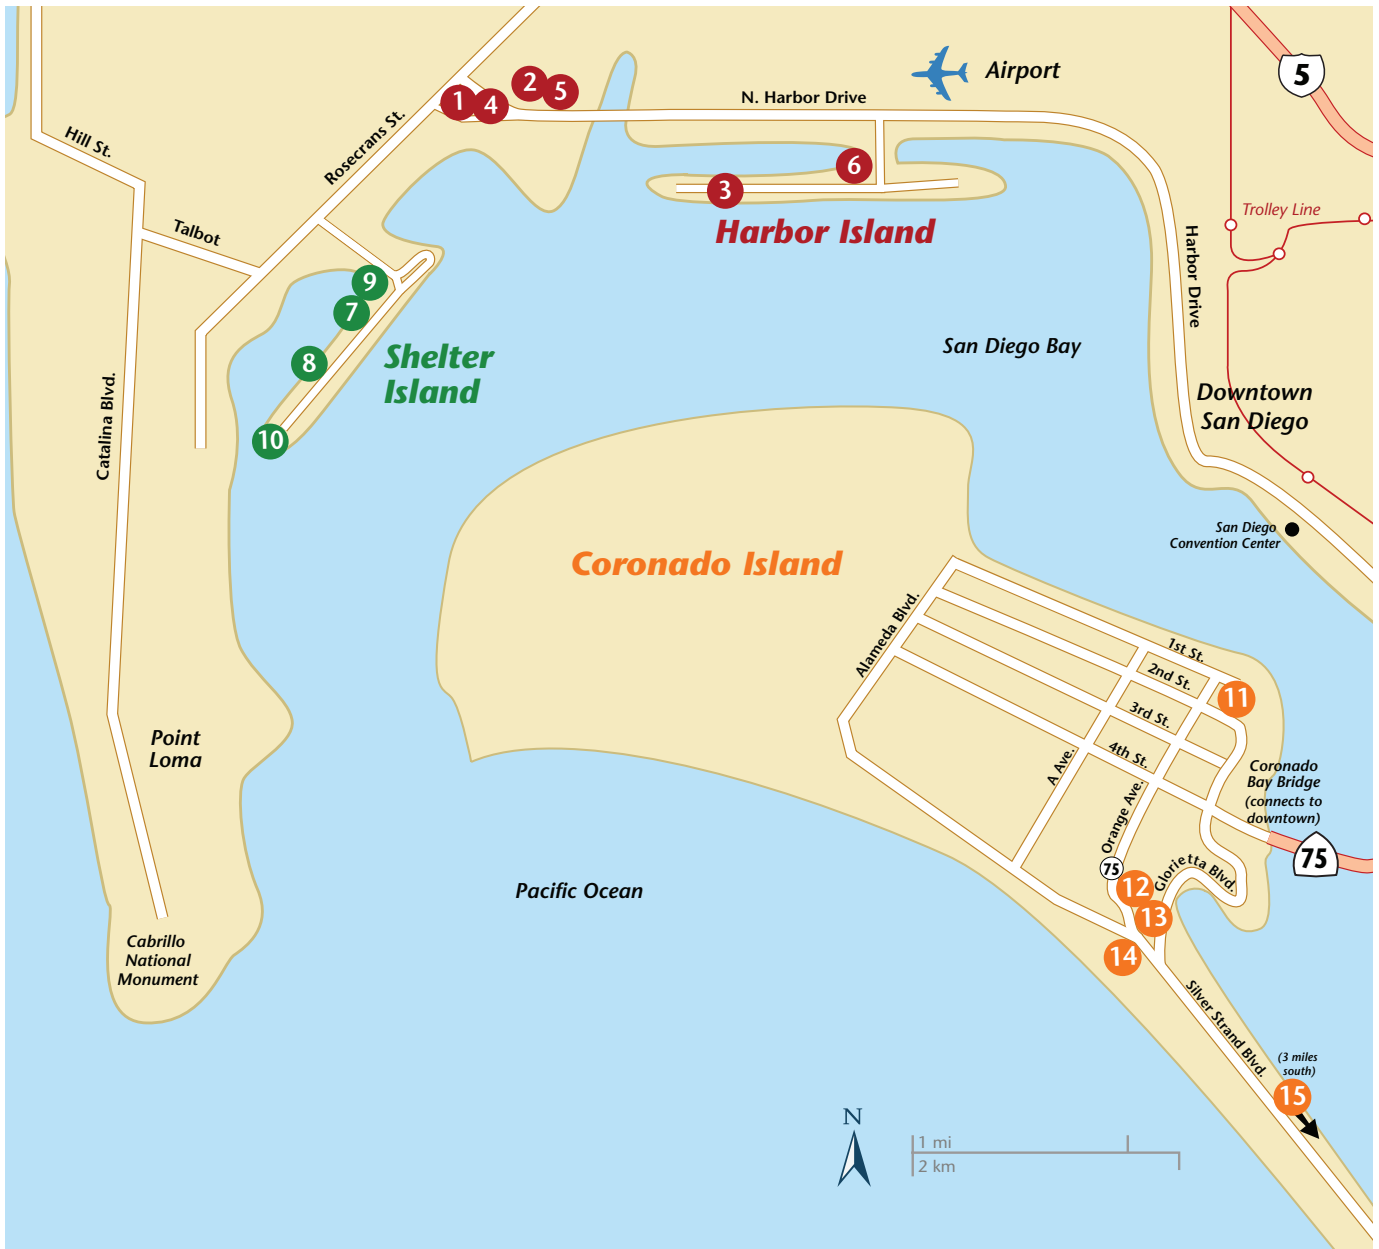 Airport
5
2
5
1
4
N. Harbor Drive
Hill St.
Rosecrans St.
6
3
Harbor Island
Trolley Line
Talbot
Harbor Drive
9
7
8
10
Shelter
Island
San Diego Bay
Catalina Blvd.
Downtown
San Diego
San Diego
Convention Center
Coronado Island
Alameda Blvd.
1st St.
2nd St.
3rd St.
4th St.
11
A Ave.
Orange Ave.
Point
Loma
Coronado
Bay Bridge
(connects to
downtown)
75
75
Glorietta Blvd.
12
13
14
Pacific Ocean
Cabrillo
National
Monument
Silver Strand Blvd.
(3 miles
south)
15
N
1 mi
2 km